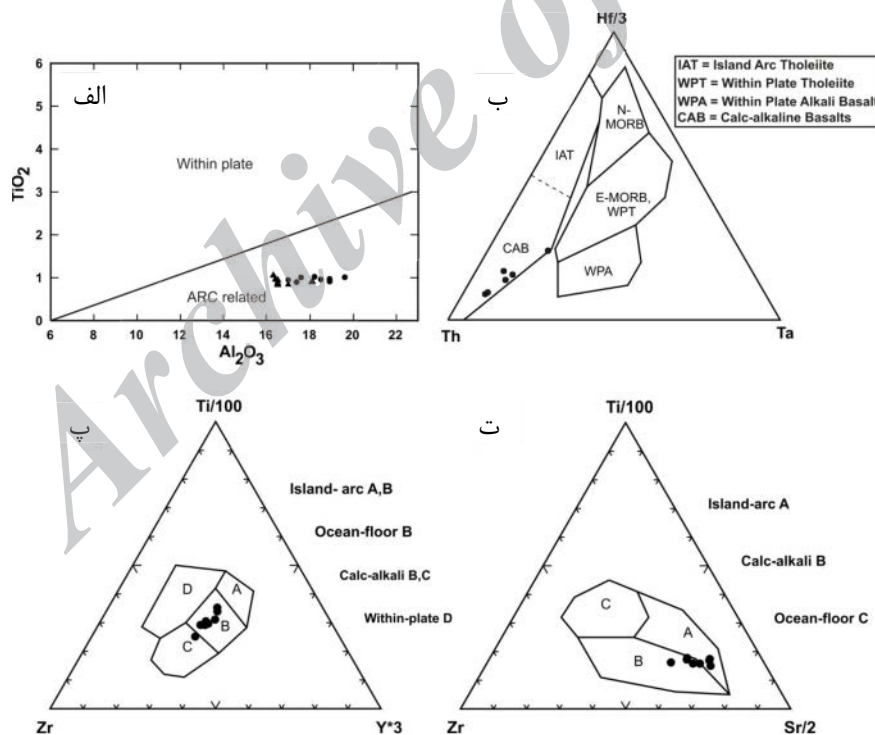 Archive of
الف
TiO2
6
5
4
3
2
1
0
Within plate
ARC related
6
8
10
12
14
16
18
20
22
Al2O3
ب
Hf/3
IAT = Island Arc Tholeiite
WPT = Within Plate Tholeiite
WPA = Within Plate Alkali Basalt
CAB = Calc-alkaline Basalts
N-
MORB
IAT
E-MORB,
WPT
CAB
WPA
Th
Ta
پ
Ti/100
Island- arc A,B
Ocean-floor B
Calc-alkali B,C
Within-plate D
D
A
B
C
Zr
Y*3
ت
Ti/100
Island-arc A
Calc-alkali B
Ocean-floor C
C
A
B
Zr
Sr/2